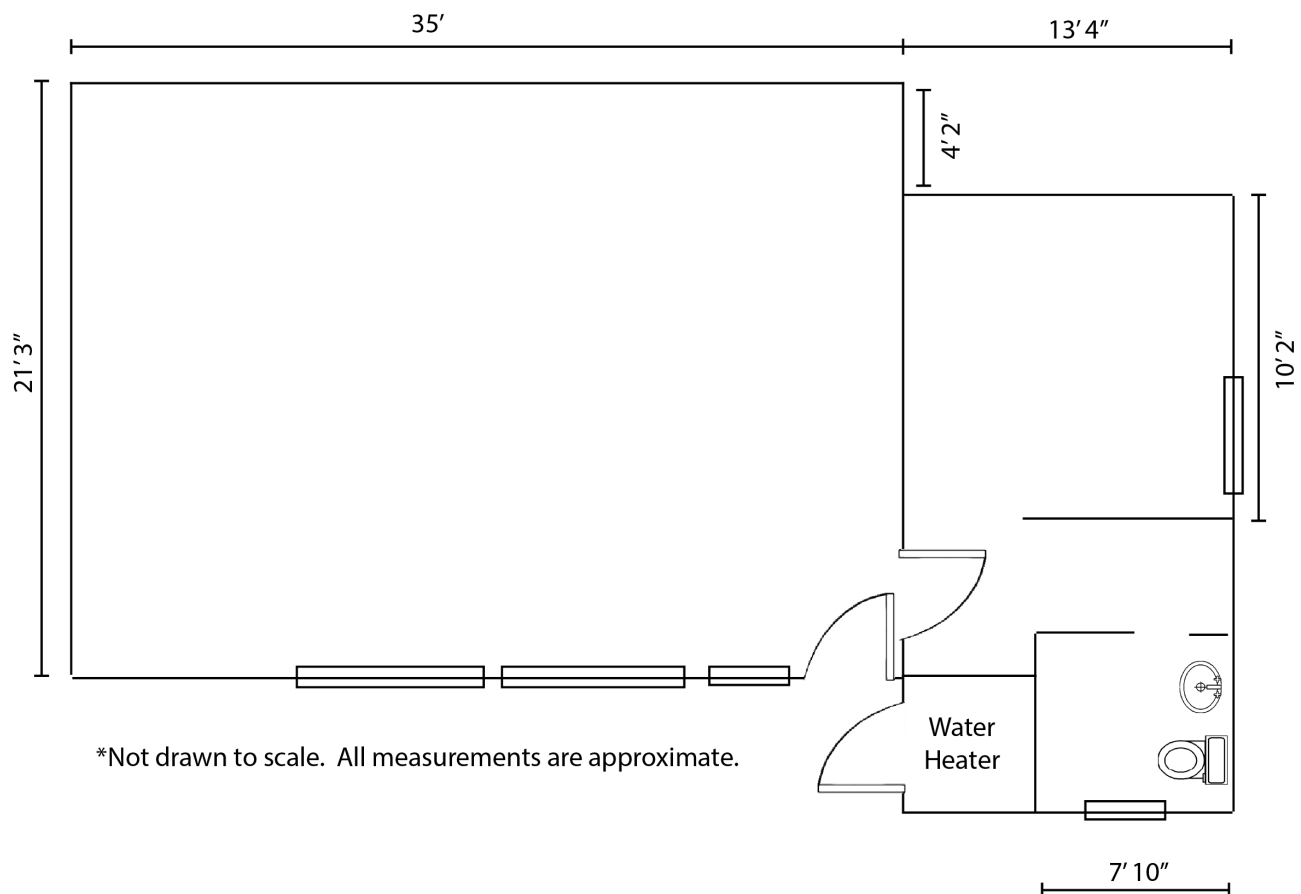 35′
13′ 4″
4′ 2″
21′ 3″
10′ 2″
Water
Heater
*Not drawn to scale.  All measurements are approximate.
7′ 10″